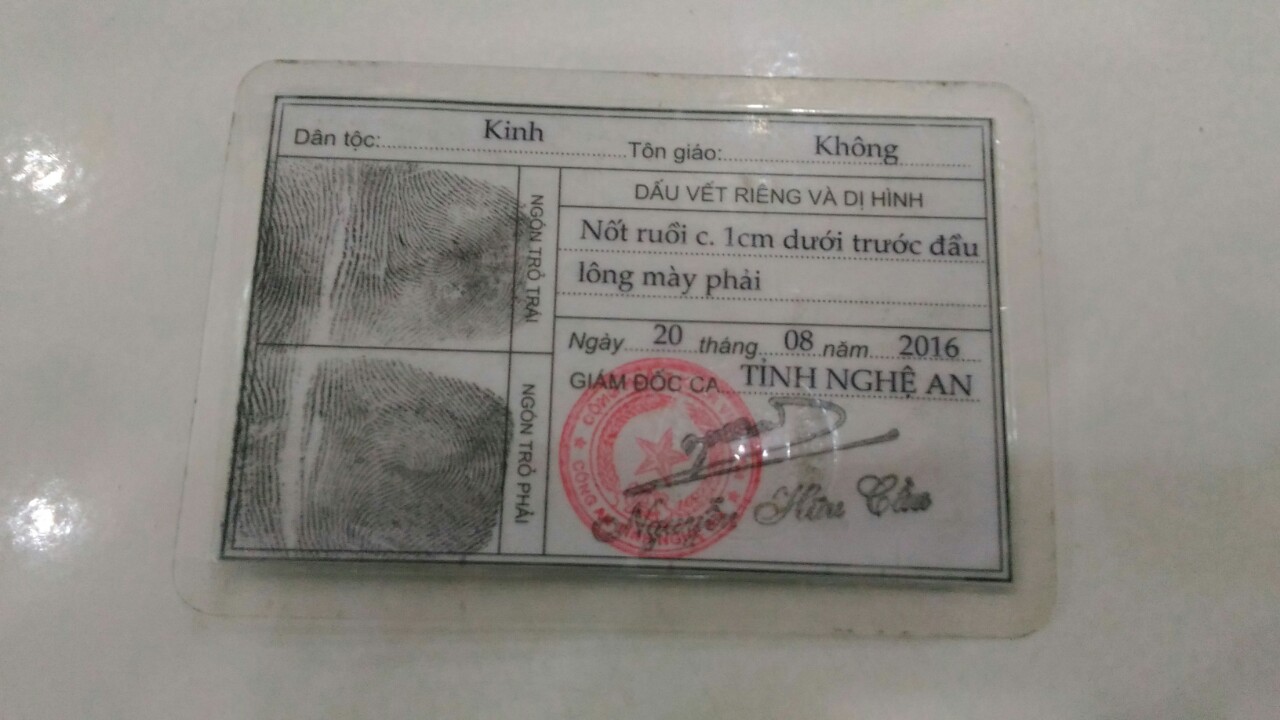 Dân tộc: Kinh Tôn giáo: Không
NGÓN TRỎ TRÁI
NGÓN TRỎ PHẢI
DẤU VẾT RIÊNG VÀ DỊ HÌNH
Nốt ruồi c. 1cm dưới trước đầu
lông mày phải
Ngày 20 tháng 08 năm 2016
GIÁM ĐỐC CA TỈNH NGHỆ AN
Nguyễn Hữu Cầu